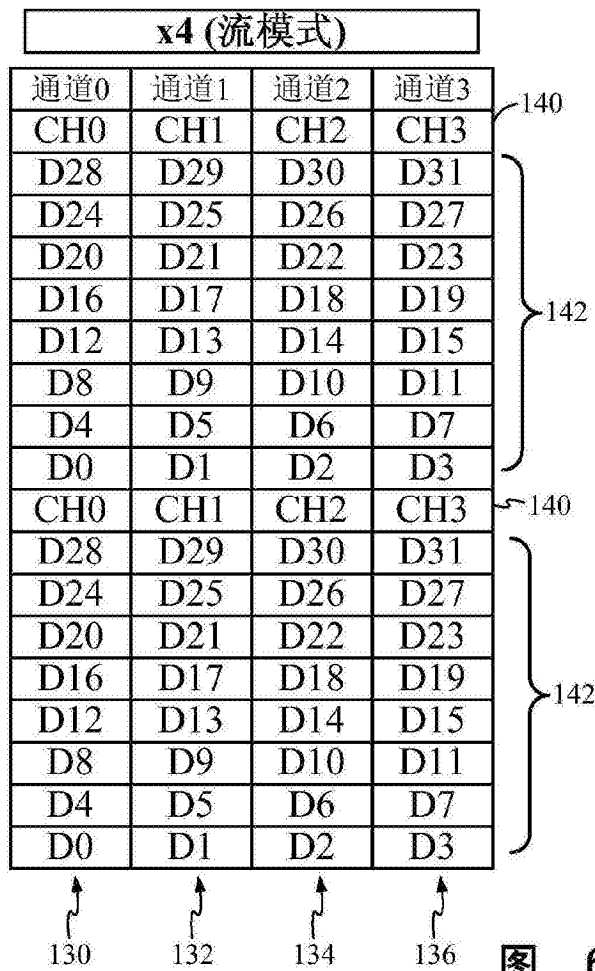 x4 (流模式)
通道0 通道1 通道2 通道3
CH0 CH1 CH2 CH3 140
D28 D29 D30 D31
D24 D25 D26 D27
D20 D21 D22 D23
D16 D17 D18 D19 142
D12 D13 D14 D15
D8 D9 D10 D11
D4 D5 D6 D7
D0 D1 D2 D3
CH0 CH1 CH2 CH3 140
D28 D29 D30 D31
D24 D25 D26 D27
D20 D21 D22 D23
D16 D17 D18 D19 142
D12 D13 D14 D15
D8 D9 D10 D11
D4 D5 D6 D7
D0 D1 D2 D3
130 132 134 136 图